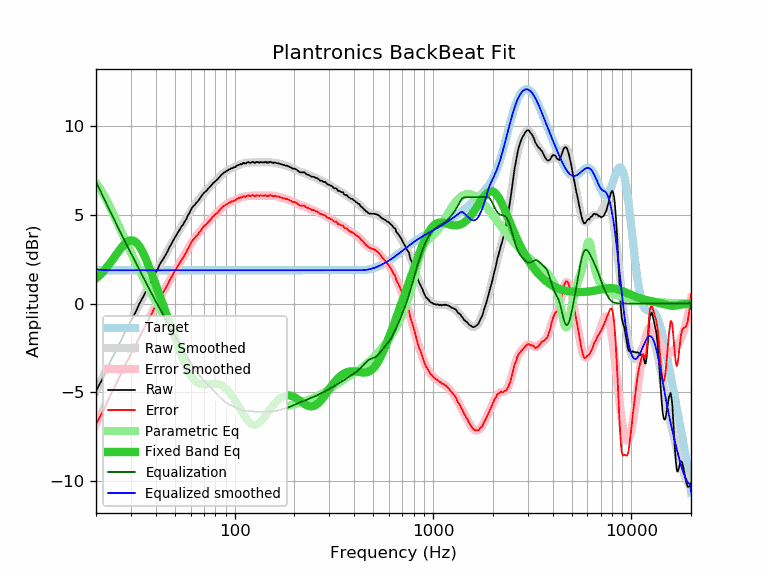 Plantronics BackBeat Fit
Amplitude (dBr)
10
5
0
−5
−10
Target
Raw Smoothed
Error Smoothed
Raw
Error
Parametric Eq
Fixed Band Eq
Equalization
Equalized smoothed
100
1000
10000
Frequency (Hz)